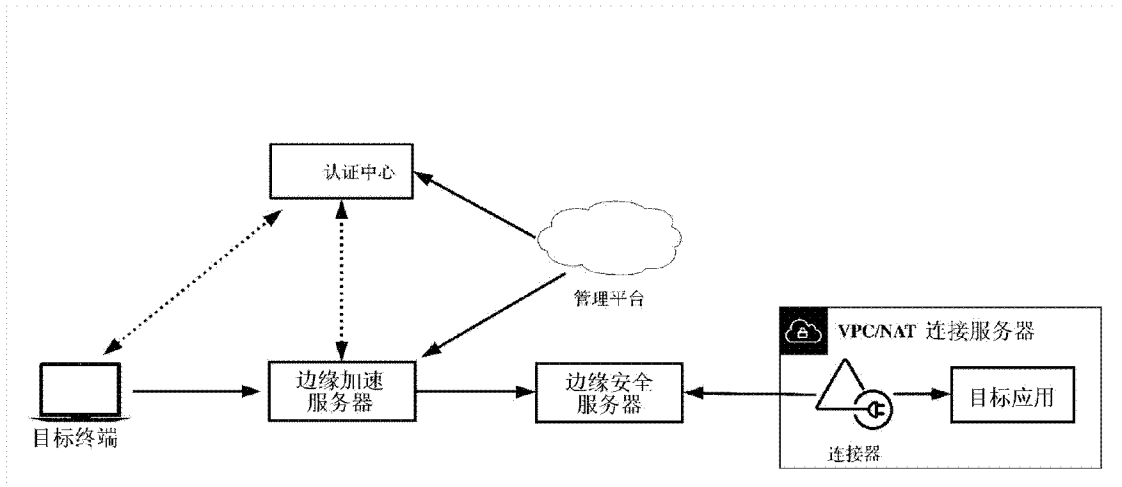 认证中心
管理平台
VPC/NAT 连接服务器
边缘加速
服务器
边缘安全
服务器
目标应用
目标终端
连接器